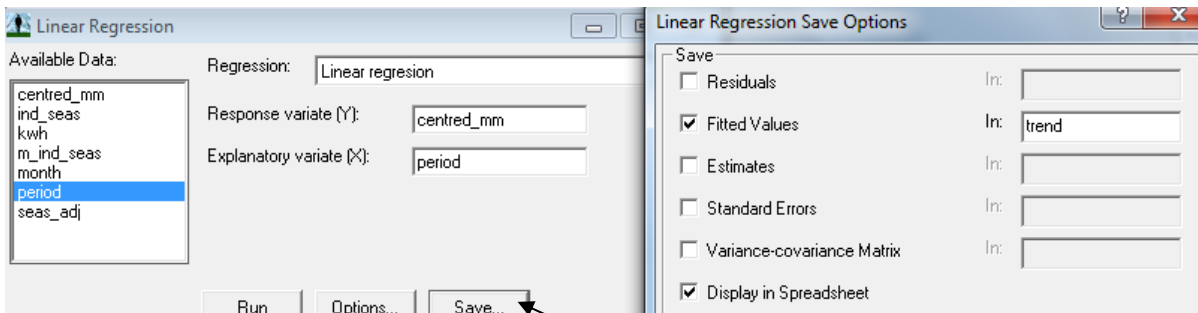 Linear Regression
Available Data:
centred_mm
ind_seas
kwh
m_ind_seas
month
period
seas_adj
Regression:
Linear regresion
Response variate (Y):
centred_mm
Explanatory variate (X):
period
Run
Options...
Save...
Linear Regression Save Options
Save
Residuals
In:
Fitted Values
In:
trend
Estimates
In:
Standard Errors
In:
Variance-covariance Matrix
In:
Display in Spreadsheet